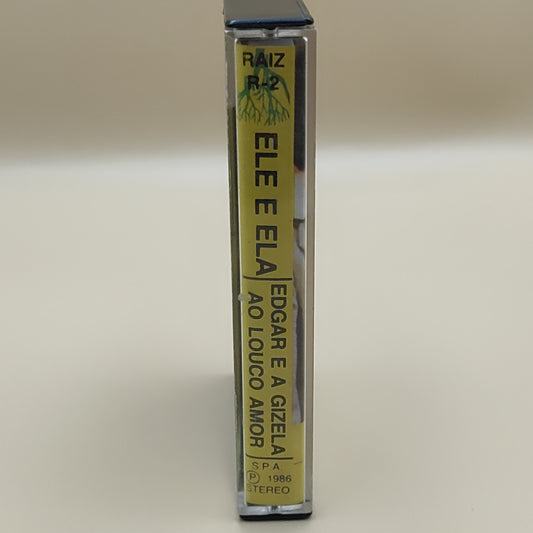 RAIZ
R-2
ELE E ELA
EDGAR E A GIZELA
AO LOUCO AMOR
S.P.A.
Ⓟ 1986
STEREO